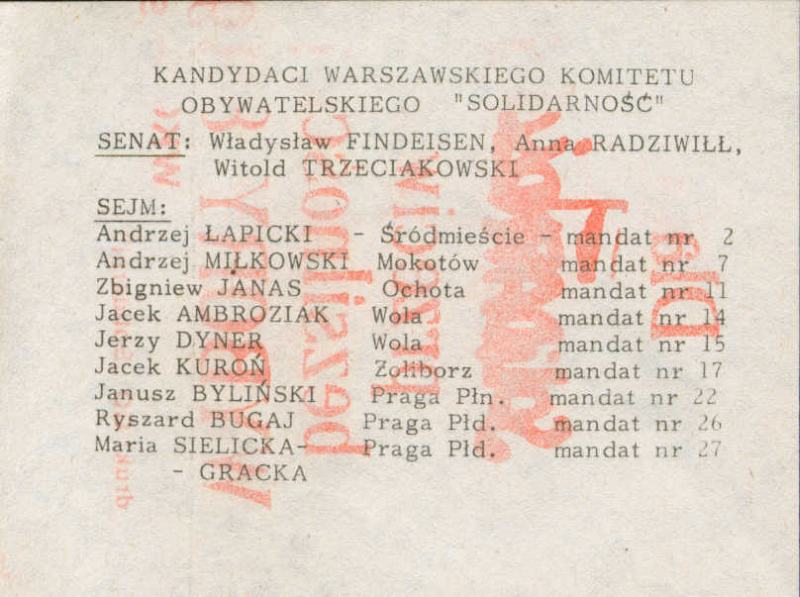 KANDYDACI WARSZAWSKIEGO KOMITETU
OBYWATELSKIEGO "SOLIDARNOŚĆ"
SENAT: Władysław FINDEISEN, Anna RADZIWIŁŁ,
Witold TRZECIAKOWSKI
SEJM:
Andrzej ŁAPICKI - Śródmieście - mandat nr 2
Andrzej MIŁKOWSKI Mokotów mandat nr 7
Zbigniew JANAS Ochota mandat nr 11
Jacek AMBROZIAK Wola mandat nr 14
Jerzy DYNER Wola mandat nr 15
Jacek KUROŃ Żoliborz mandat nr 17
Janusz BYLIŃSKI Praga Płn. mandat nr 22
Ryszard BUGAJ Praga Płd. mandat nr 26
Maria SIELICKA- Praga Płd. mandat nr 27
- GRACKA